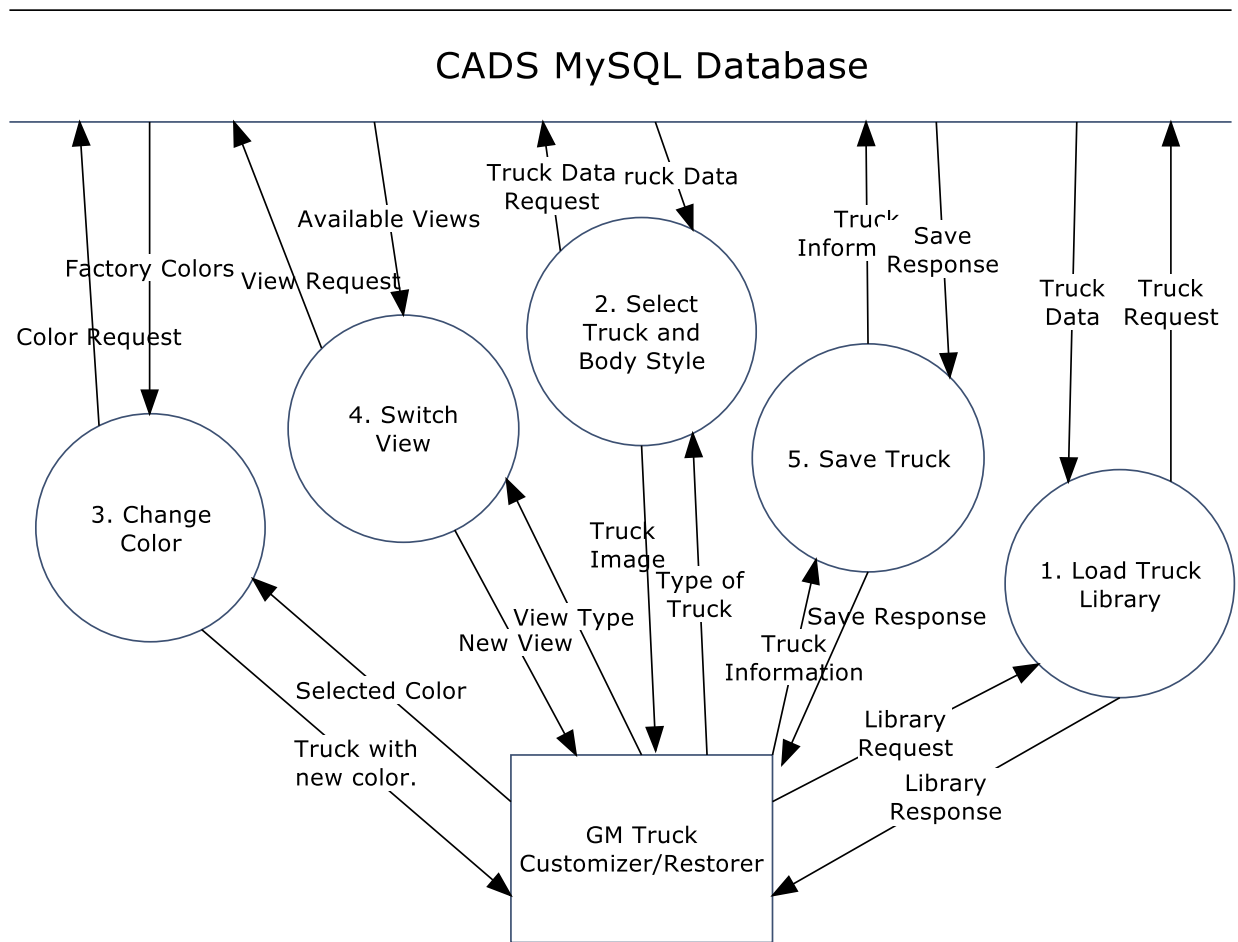 CADS MySQL Database
Truck Data
Request
ruck Data
Truck
Inform
Save
Response
Available Views
Factory Colors
View Request
Color Request
Truck
Data
Truck
Request
2. Select
Truck and
Body Style
4. Switch
View
5. Save Truck
3. Change
Color
1. Load Truck
Library
Truck
Image
Type of
Truck
View Type
New View
Save Response
Truck
Information
Selected Color
Truck with
new color.
Library
Request
Library
Response
GM Truck
Customizer/Restorer